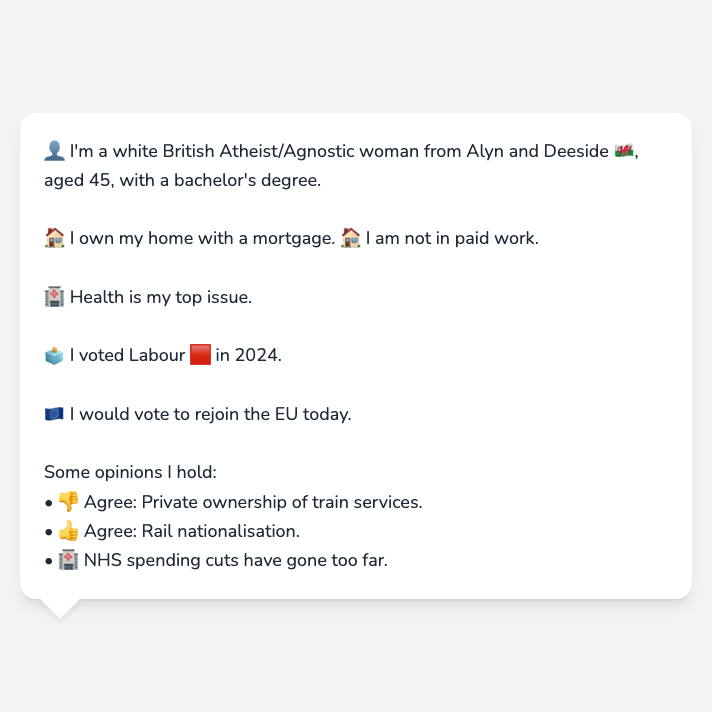 👤 I'm a white British Atheist/Agnostic woman from Alyn and Deeside 🏴󠁧󠁢󠁷󠁬󠁳󠁿,
aged 45, with a bachelor's degree.
🏠 I own my home with a mortgage. 🏠 I am not in paid work.
🏥 Health is my top issue.
🗳️ I voted Labour 🟥 in 2024.
🇪🇺 I would vote to rejoin the EU today.
Some opinions I hold:
• 👎 Agree: Private ownership of train services.
• 👍 Agree: Rail nationalisation.
• 🏥 NHS spending cuts have gone too far.